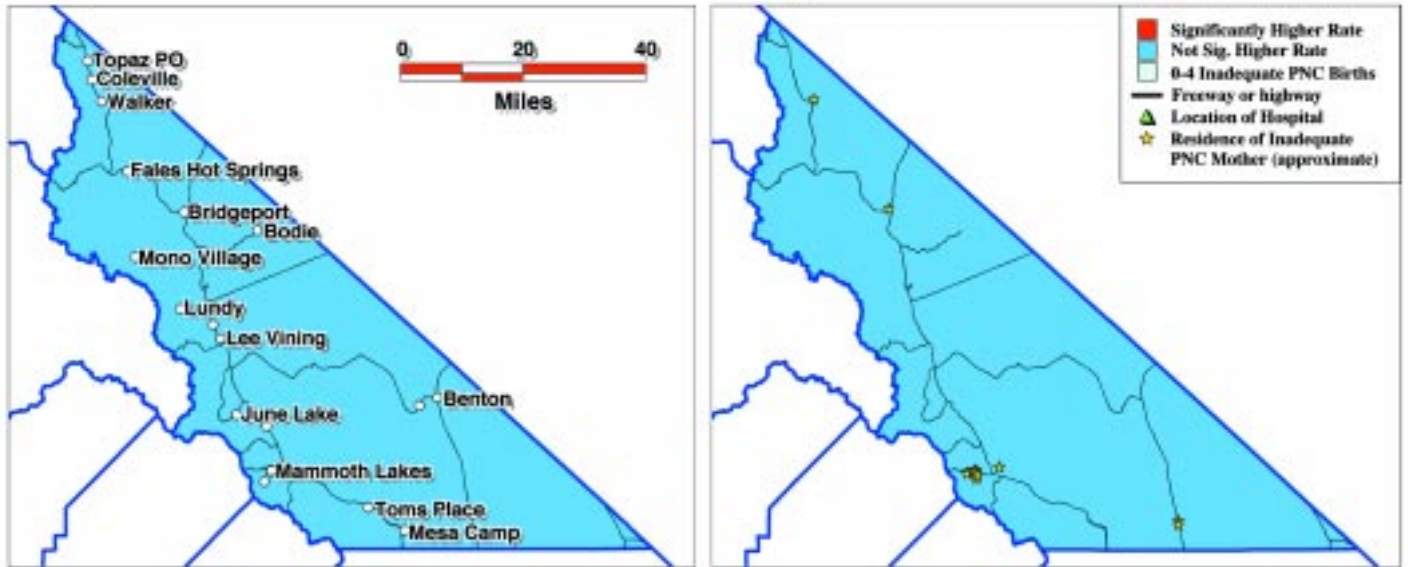 0 20 40
Miles
Topaz PO
Coleville
Walker
Fales Hot Springs
Bridgeport
Bodie
Mono Village
Lundy
Lee Vining
Benton
June Lake
Mammoth Lakes
Toms Place
Mesa Camp
Significantly Higher Rate
Not Sig. Higher Rate
0-4 Inadequate PNC Births
Freeway or highway
Location of Hospital
Residence of Inadequate
PNC Mother (approximate)